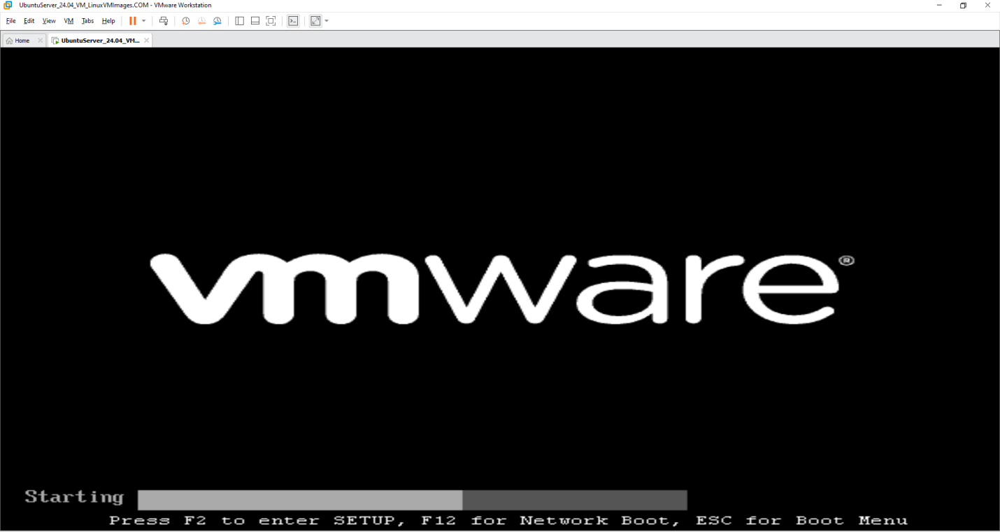 UbuntuServer_24.04_VM_LinuxVMImages.COM - VMware Workstation
File Edit View VM Tabs Help
Home UbuntuServer_24.04_VM...
vmware®
Starting
Press F2 to enter SETUP, F12 for Network Boot, ESC for Boot Menu